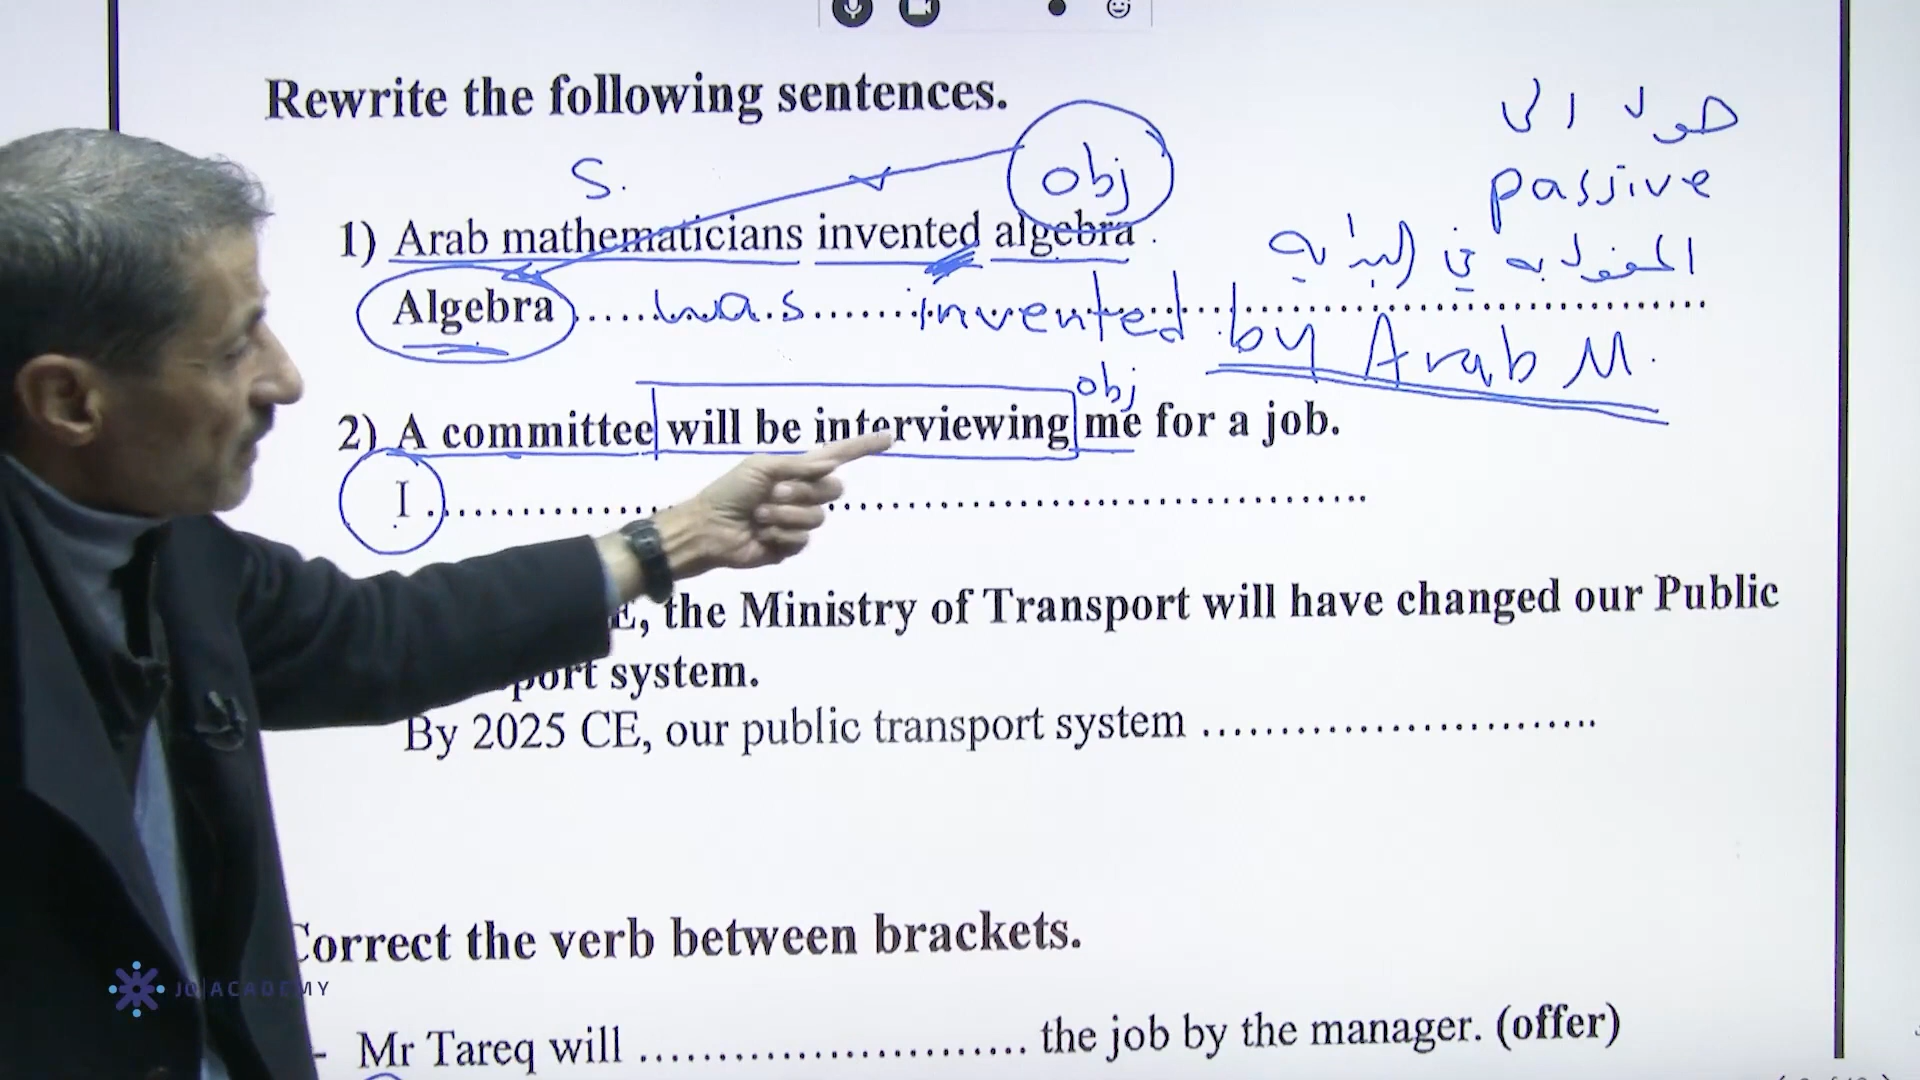 Rewrite the following sentences.
حول الى
passive
المفعول به في البداية
S.
obj
1) Arab mathematicians invented algebra.
Algebra ..... was ...... invented by Arab M.
obj
2) A committee will be interviewing me for a job.
I ........................................
E, the Ministry of Transport will have changed our Public
port system.
By 2025 CE, our public transport system ..........................
Correct the verb between brackets.
JO|ACADEMY
- Mr Tareq will .......................... the job by the manager. (offer)